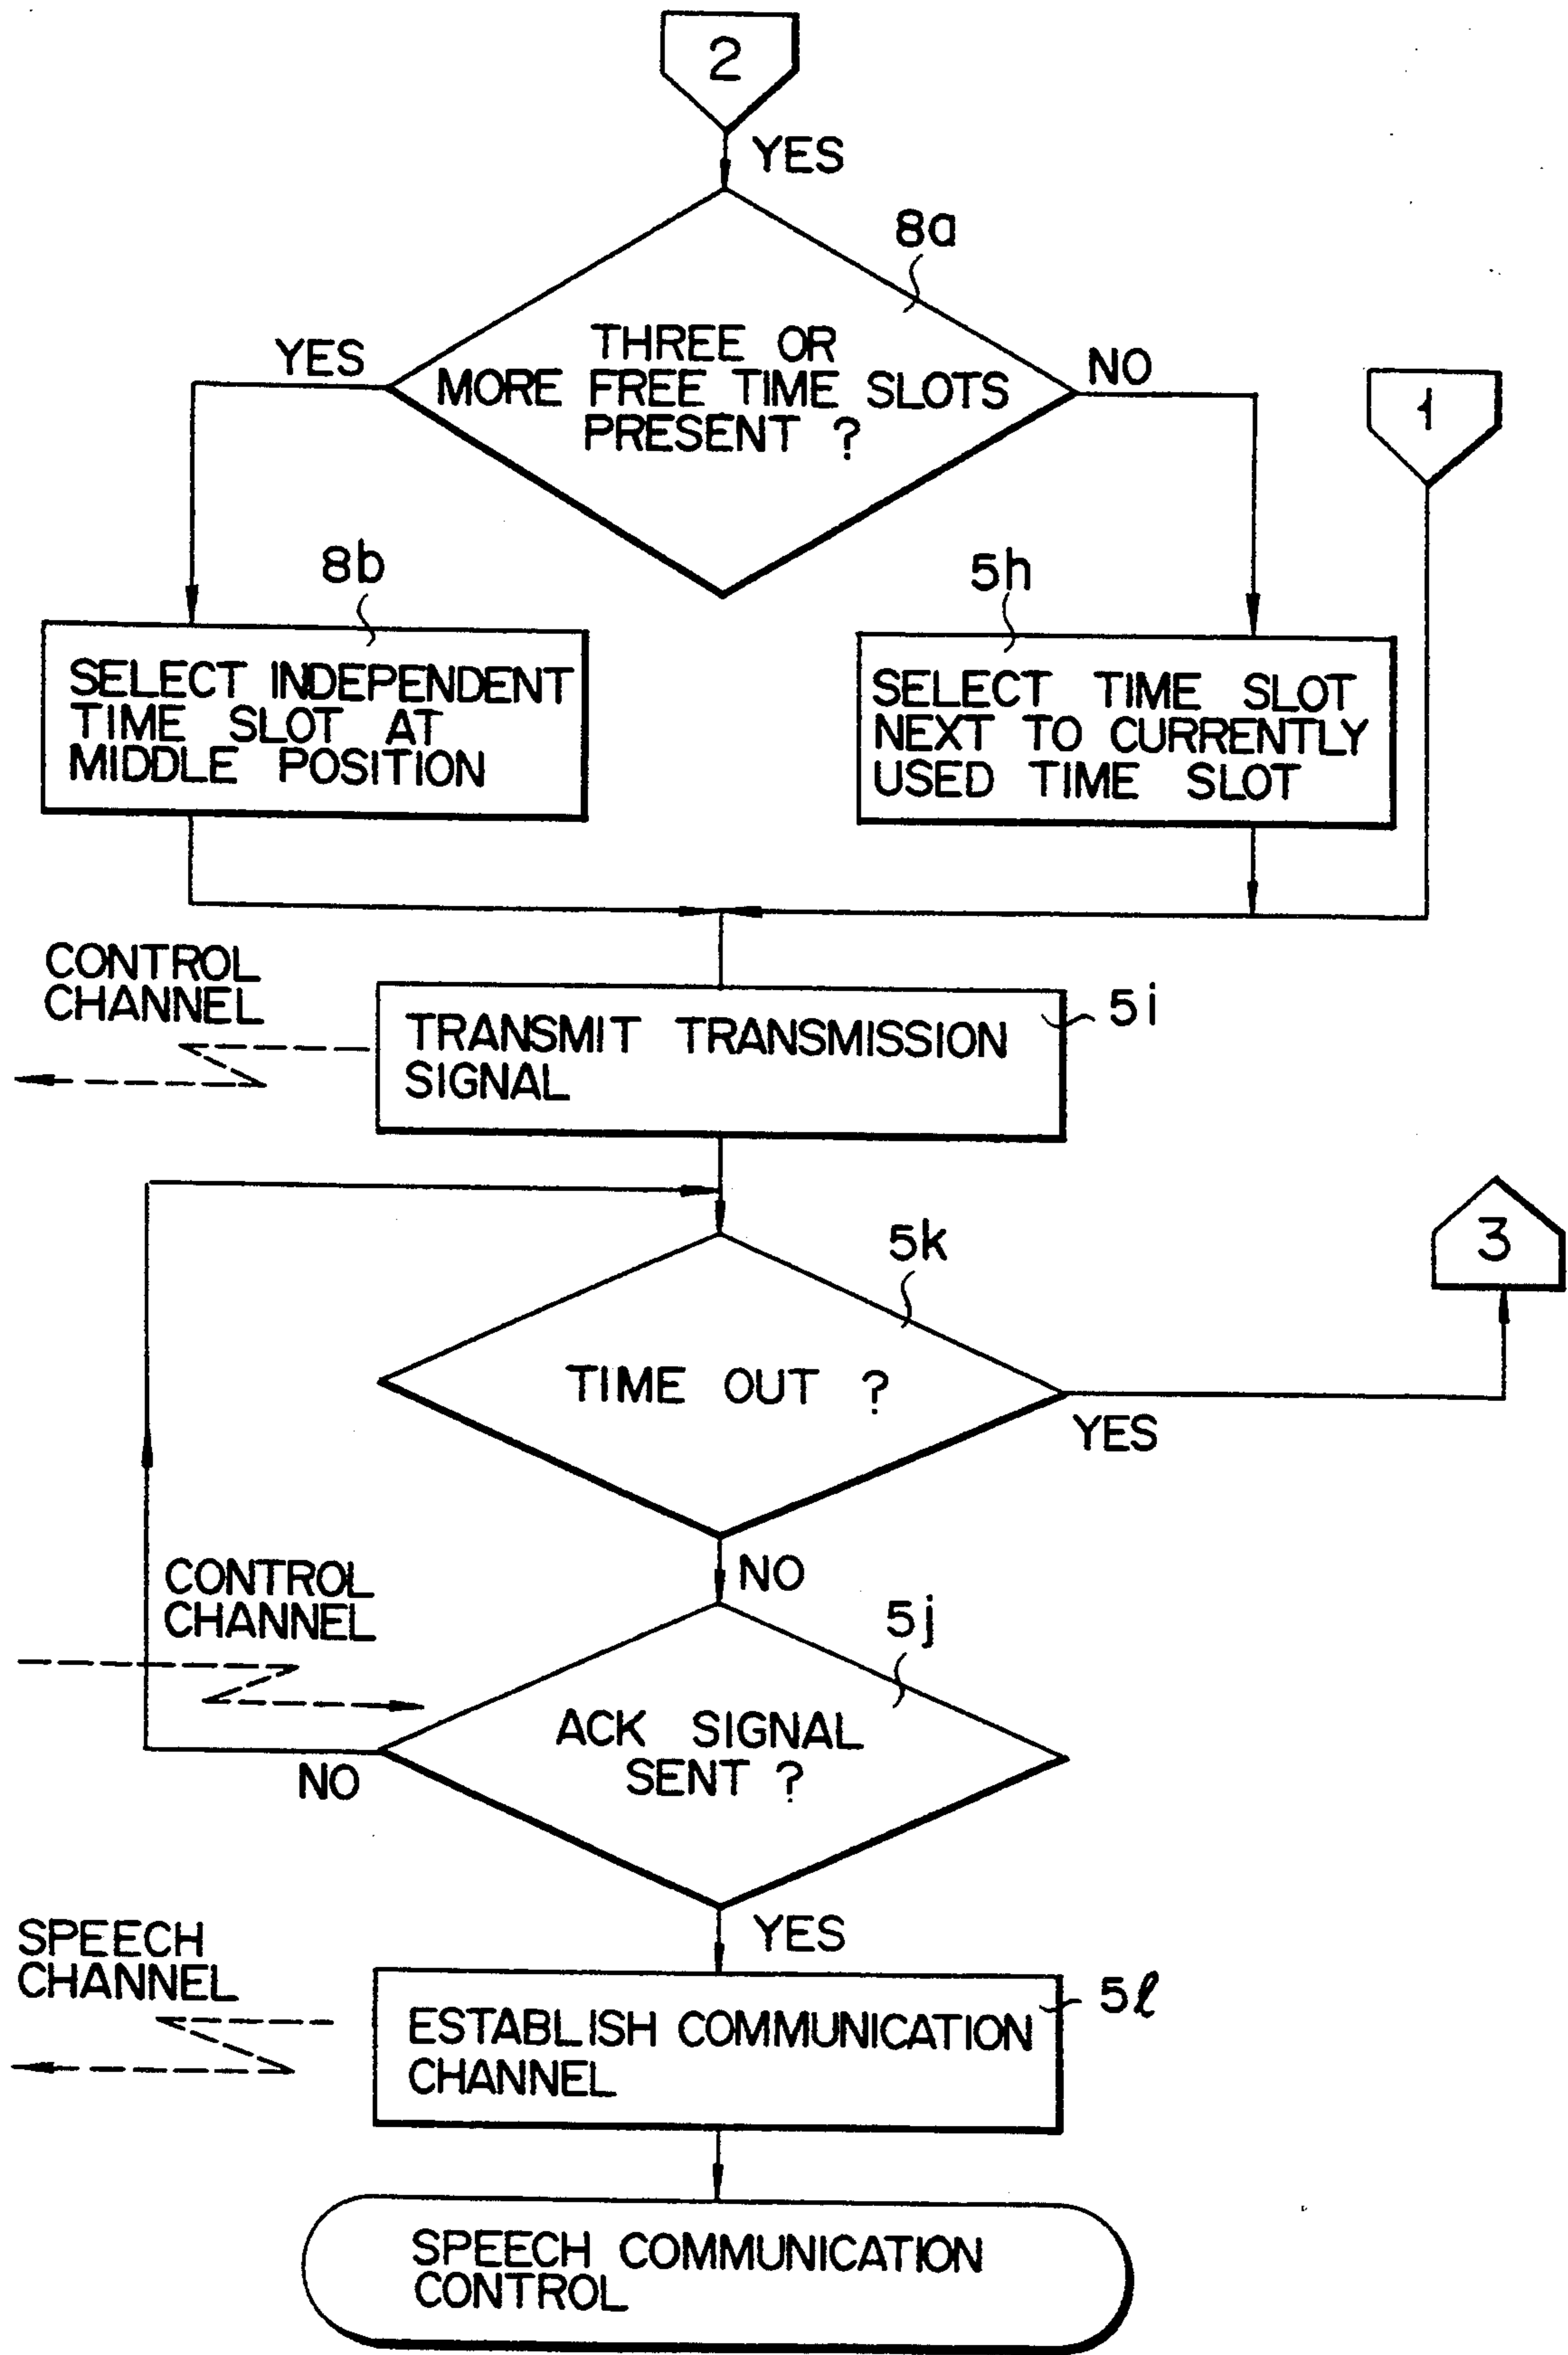 2
YES
8a
THREE OR
MORE FREE TIME SLOTS
PRESENT ?
YES
NO
1
8b
SELECT INDEPENDENT
TIME SLOT AT
MIDDLE POSITION
5h
SELECT TIME SLOT
NEXT TO CURRENTLY
USED TIME SLOT
CONTROL
CHANNEL
5i
TRANSMIT TRANSMISSION
SIGNAL
5k
TIME OUT ?
YES
3
NO
CONTROL
CHANNEL
5j
ACK SIGNAL
SENT ?
NO
YES
SPEECH
CHANNEL
5ℓ
ESTABLISH COMMUNICATION
CHANNEL
SPEECH COMMUNICATION
CONTROL